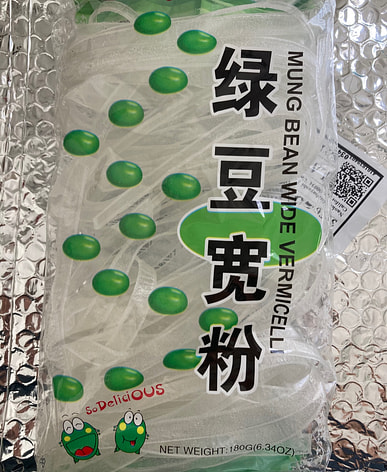 绿豆宽粉
MUNG BEAN WIDE VERMICELLI
SoDeliciOUS
NET WEIGHT:180G(6.34OZ)